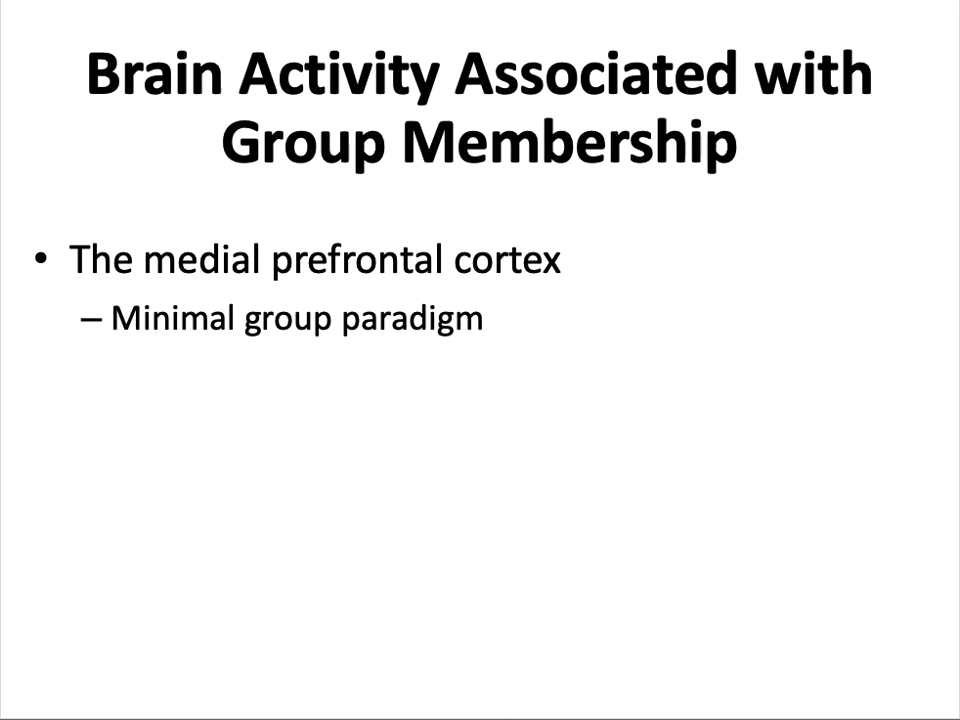 Brain Activity Associated with
Group Membership
• The medial prefrontal cortex
– Minimal group paradigm